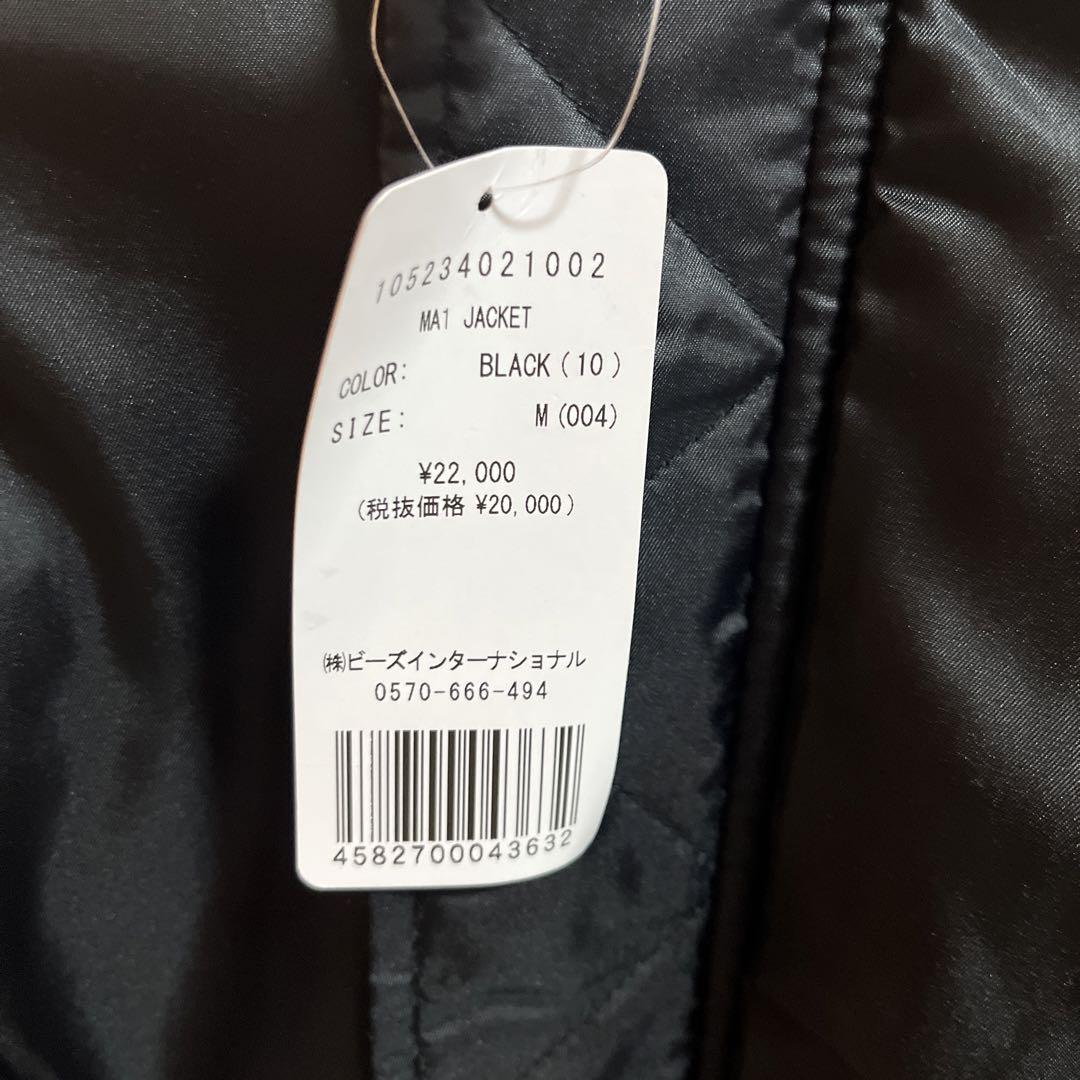 105234021002
MA1 JACKET
COLOR: BLACK(10)
SIZE: M(004)
¥22,000
(税抜価格 ¥20,000)
㈱ビーズインターナショナル
0570-666-494
4582700043632